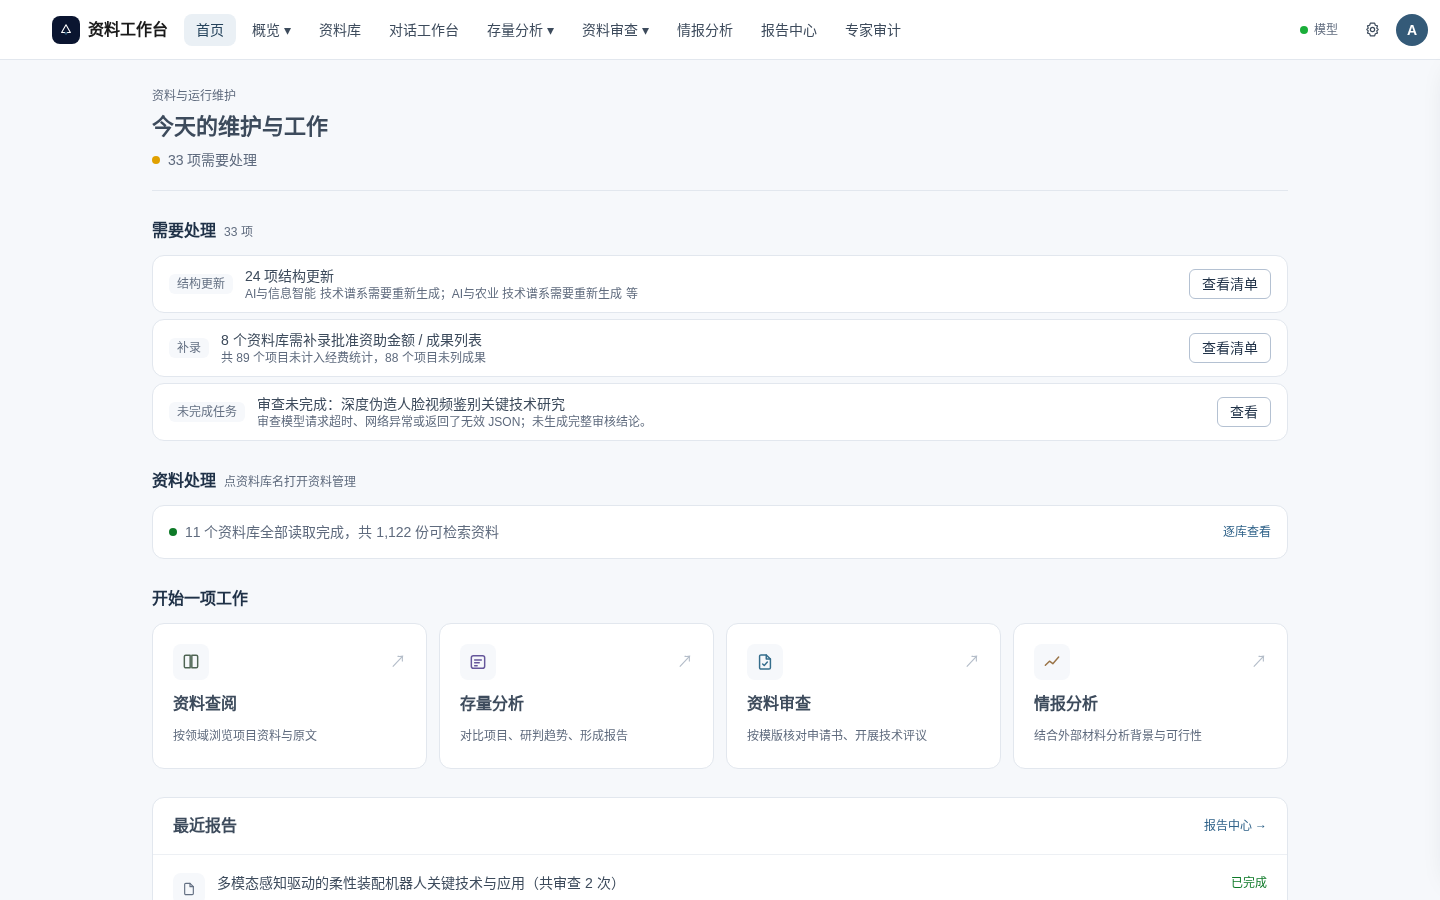 资料工作台
首页
概览 ▾
资料库
对话工作台
存量分析 ▾
资料审查 ▾
情报分析
报告中心
专家审计
模型
A
资料与运行维护
今天的维护与工作
33 项需要处理
需要处理 33 项
结构更新
24 项结构更新
AI与信息智能 技术谱系需要重新生成；AI与农业 技术谱系需要重新生成 等
查看清单
补录
8 个资料库需补录批准资助金额 / 成果列表
共 89 个项目未计入经费统计，88 个项目未列成果
查看清单
未完成任务
审查未完成：深度伪造人脸视频鉴别关键技术研究
审查模型请求超时、网络异常或返回了无效 JSON；未生成完整审核结论。
查看
资料处理 点资料库名打开资料管理
11 个资料库全部读取完成，共 1,122 份可检索资料
逐库查看
开始一项工作
资料查阅
按领域浏览项目资料与原文
存量分析
对比项目、研判趋势、形成报告
资料审查
按模版核对申请书、开展技术评议
情报分析
结合外部材料分析背景与可行性
最近报告
报告中心 →
多模态感知驱动的柔性装配机器人关键技术与应用（共审查 2 次）
已完成